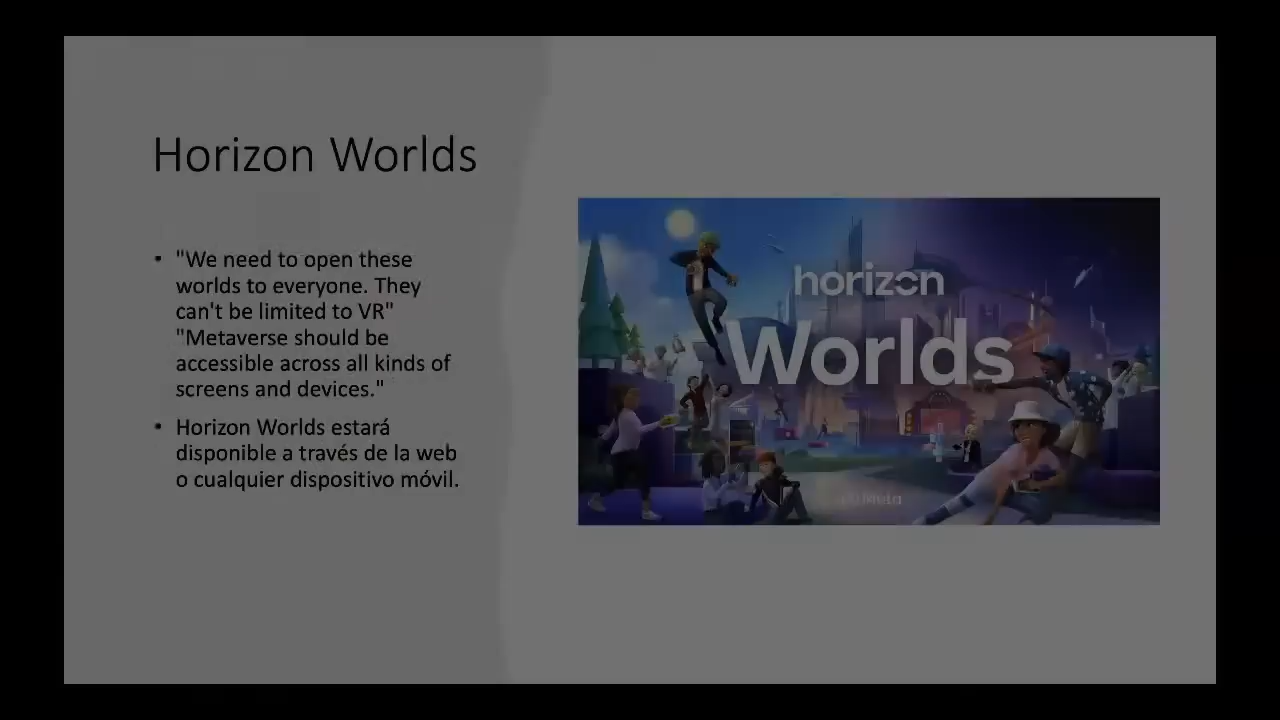 Horizon Worlds
• "We need to open these
worlds to everyone. They
can't be limited to VR"
"Metaverse should be
accessible across all kinds of
screens and devices."
• Horizon Worlds estará
disponible a través de la web
o cualquier dispositivo móvil.
horizon
Worlds
Meta